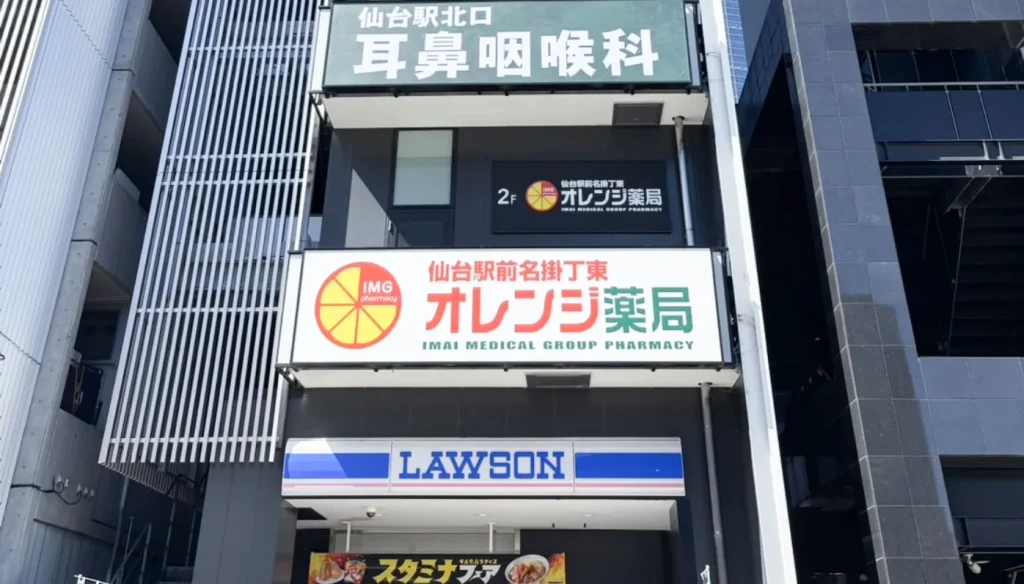 仙台駅北口
耳鼻咽喉科
2F
仙台駅前名掛丁東
オレンジ薬局
IMAI MEDICAL GROUP PHARMACY
IMG
pharmacy
仙台駅前名掛丁東
オレンジ薬局
IMAI MEDICAL GROUP PHARMACY
LAWSON
スタミナフェア